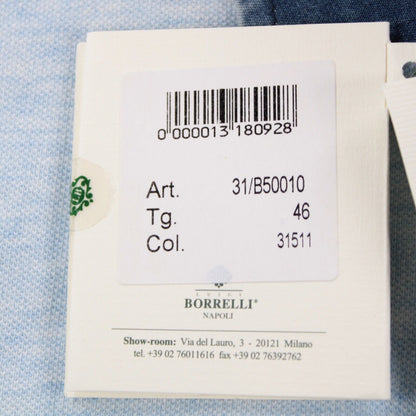 0 000013 180928
Art. 31/B50010
Tg. 46
Col. 31511
LUIGI
BORRELLI®
NAPOLI
Show-room: Via del Lauro, 3 - 20121 Milano
tel. +39 02 76011616 fax +39 02 76392762